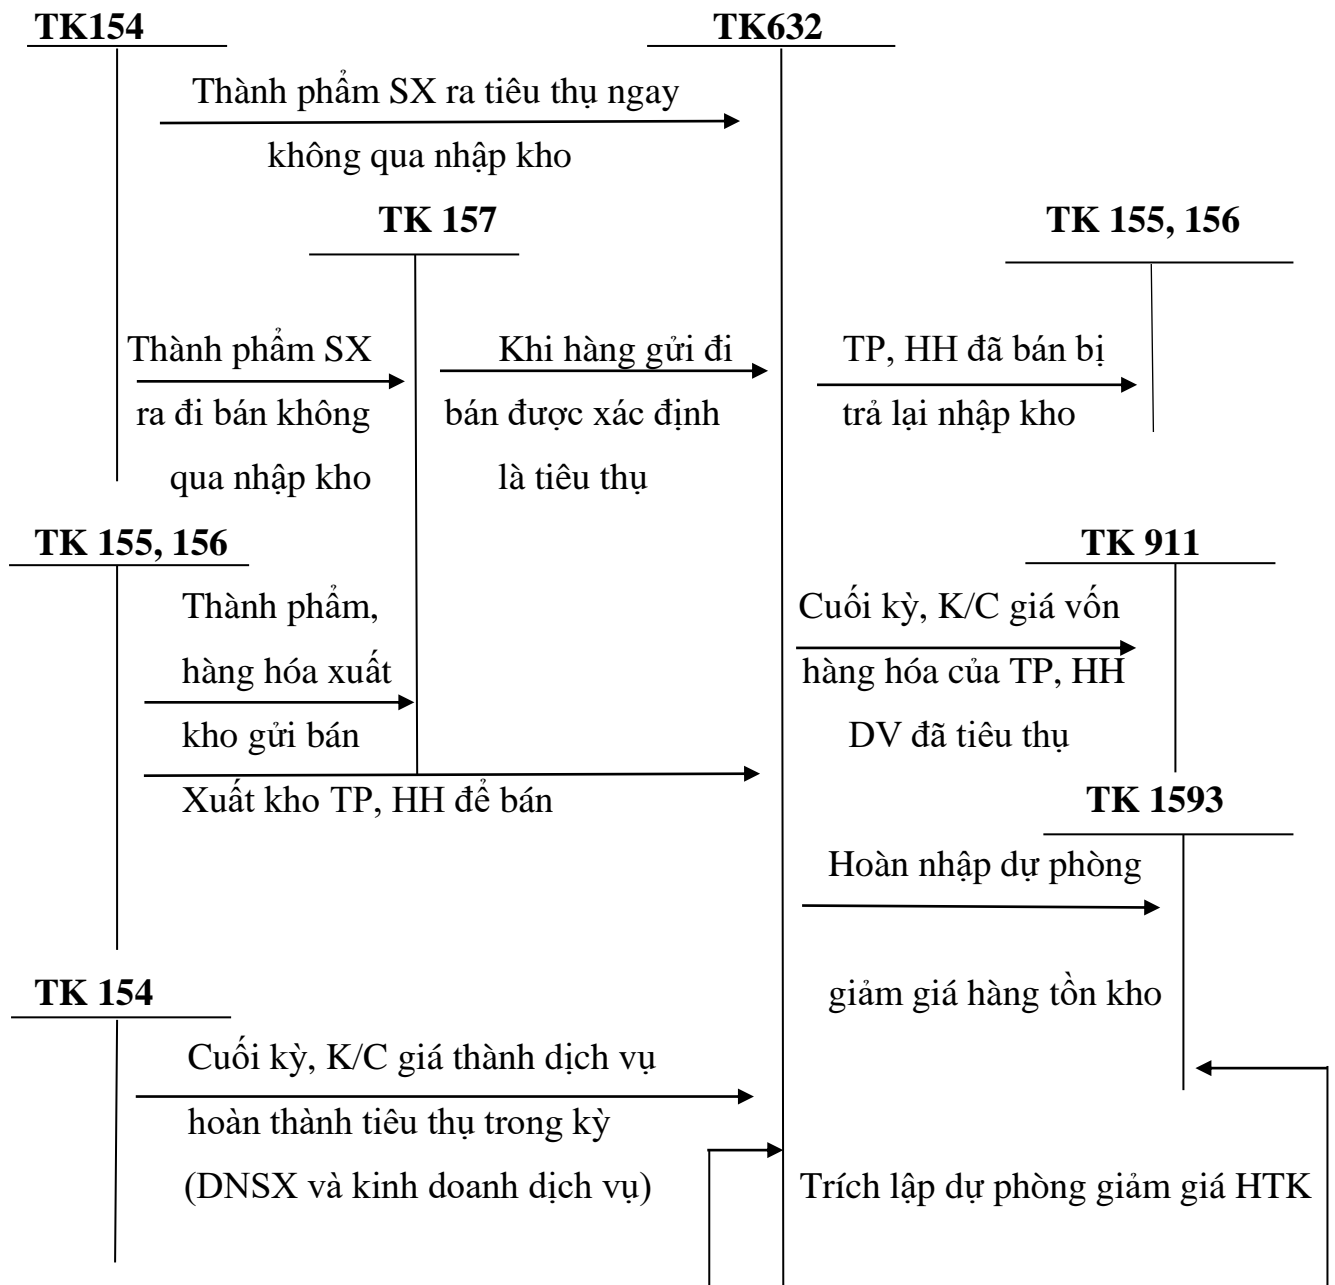 TK154
TK632
Thành phẩm SX ra tiêu thụ ngay
không qua nhập kho
TK 157
TK 155, 156
Thành phẩm SX
ra đi bán không
qua nhập kho
Khi hàng gửi đi
bán được xác định
là tiêu thụ
TP, HH đã bán bị
trả lại nhập kho
TK 155, 156
TK 911
Thành phẩm,
hàng hóa xuất
kho gửi bán
Cuối kỳ, K/C giá vốn
hàng hóa của TP, HH
DV đã tiêu thụ
Xuất kho TP, HH để bán
TK 1593
Hoàn nhập dự phòng
giảm giá hàng tồn kho
TK 154
Cuối kỳ, K/C giá thành dịch vụ
hoàn thành tiêu thụ trong kỳ
(DNSX và kinh doanh dịch vụ)
Trích lập dự phòng giảm giá HTK